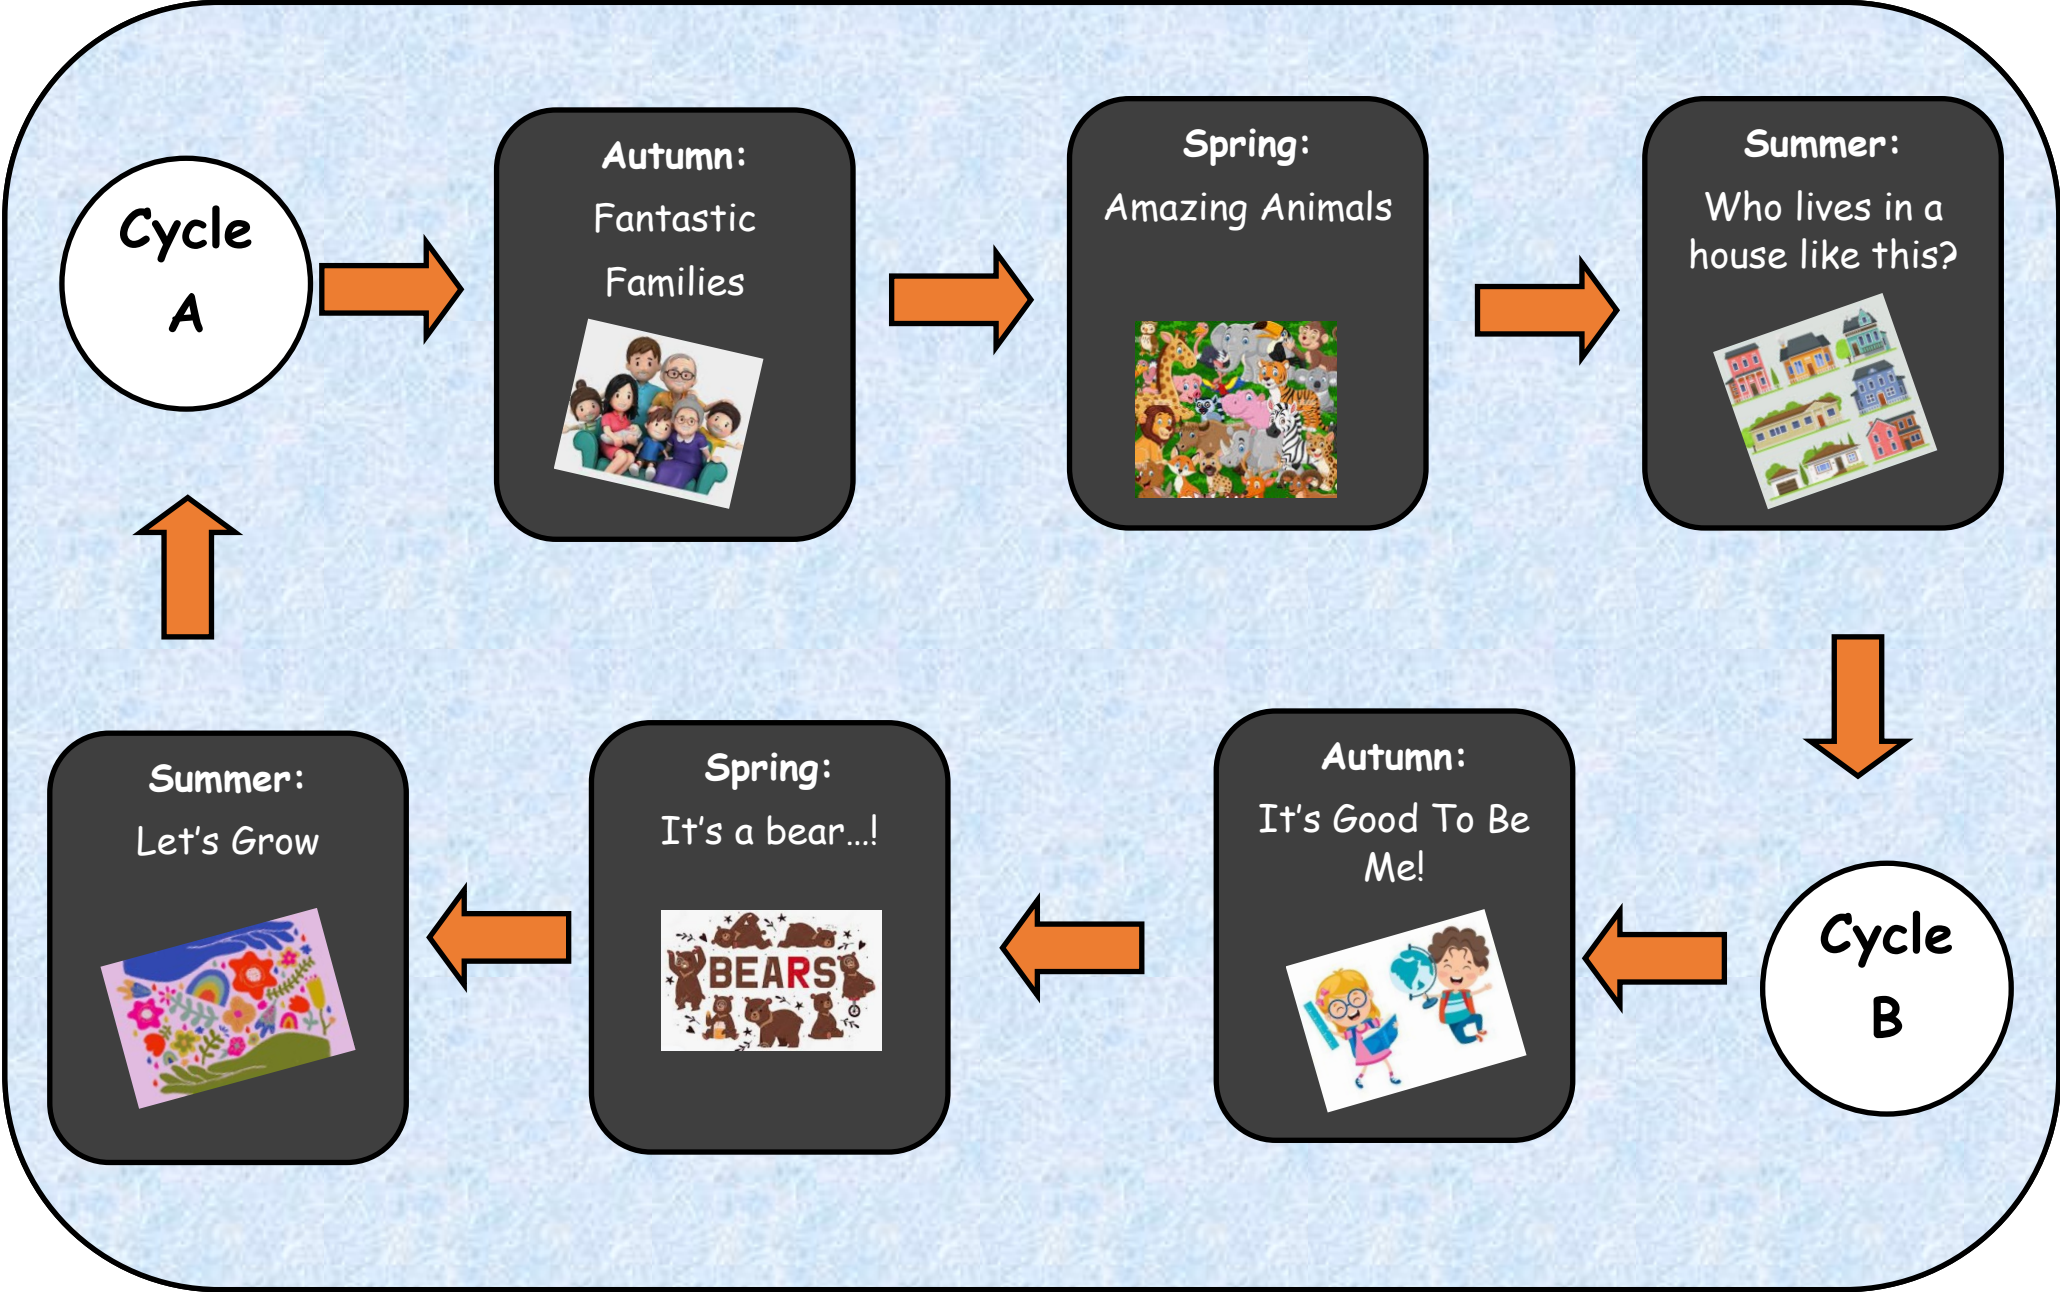 Cycle
A
Autumn:
Fantastic
Families
Spring:
Amazing Animals
Summer:
Who lives in a
house like this?
Cycle
B
Autumn:
It's Good To Be
Me!
Spring:
It's a bear...!
BEARS
Summer:
Let's Grow